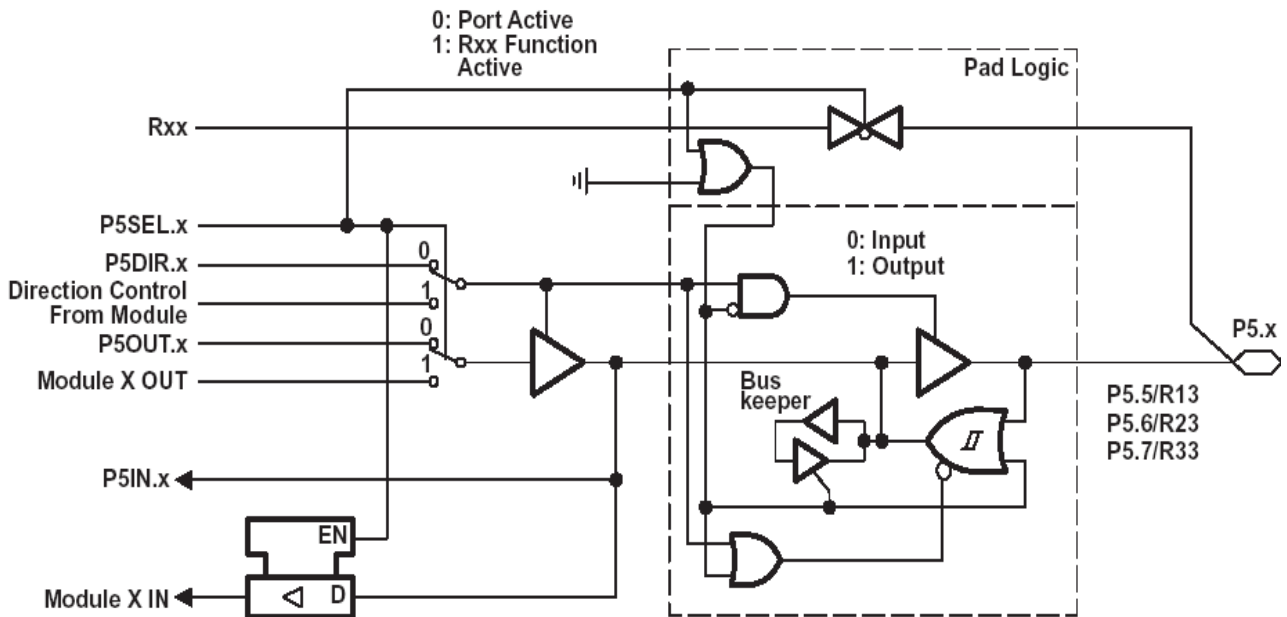 0: Port Active
1: Rxx Function
Active
Pad Logic
Rxx
P5SEL.x
0
P5DIR.x
1
Direction Control
From Module
0
P5OUT.x
1
Module X OUT
0: Input
1: Output
P5.x
Bus
keeper
P5.5/R13
P5.6/R23
P5.7/R33
P5IN.x
EN
D
Module X IN